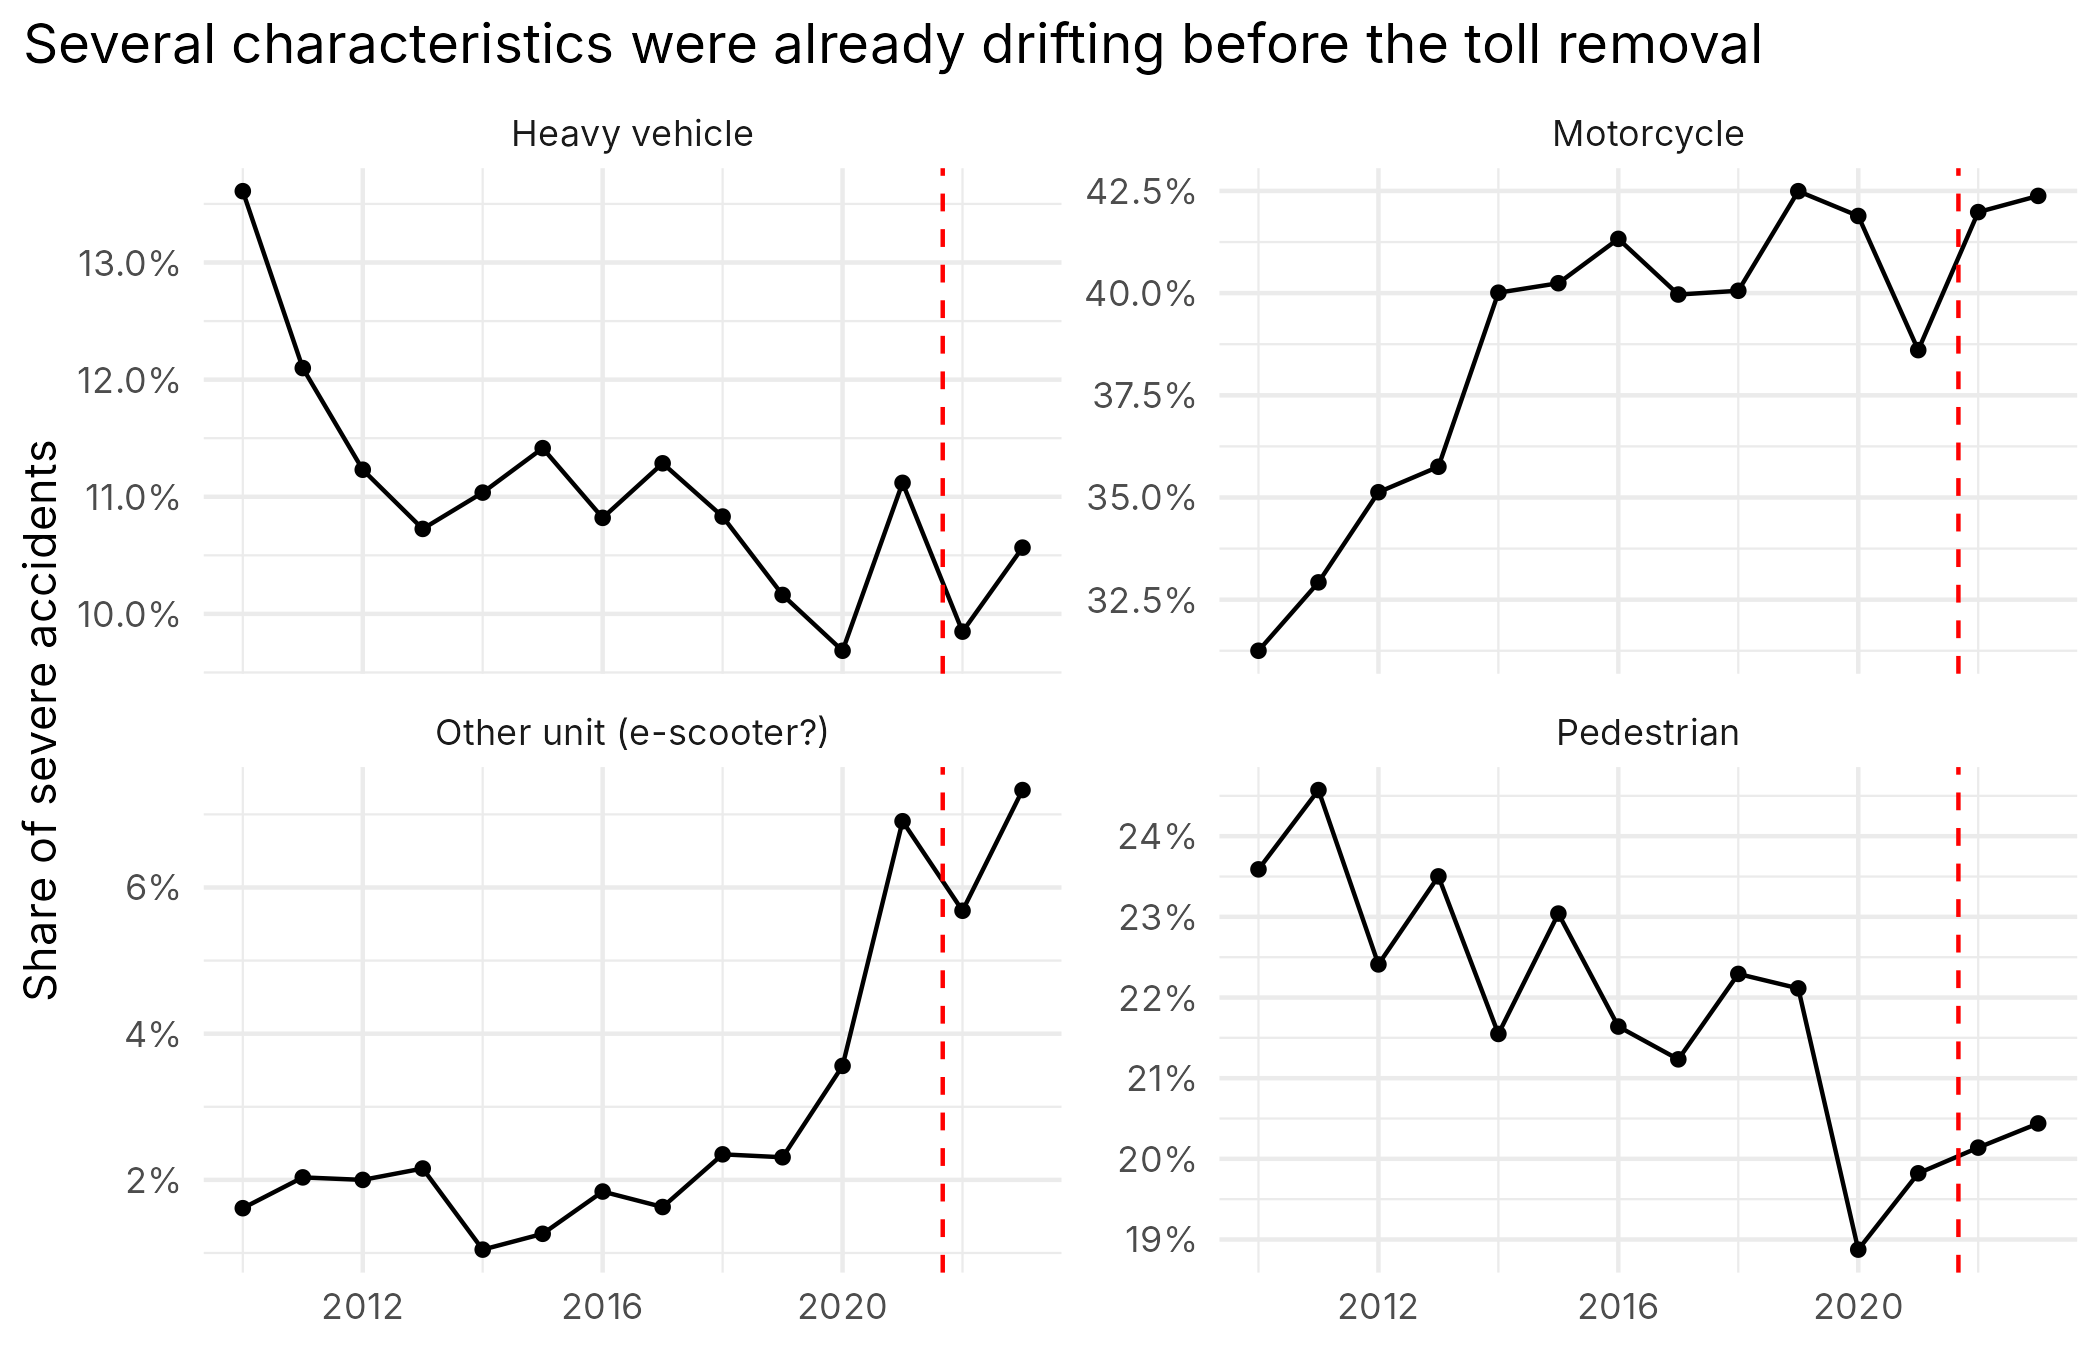 Several characteristics were already drifting before the toll removal
Share of severe accidents
Heavy vehicle
13.0%
12.0%
11.0%
10.0%
Motorcycle
42.5%
40.0%
37.5%
35.0%
32.5%
Other unit (e-scooter?)
6%
4%
2%
2012 2016 2020
Pedestrian
24%
23%
22%
21%
20%
19%
2012 2016 2020